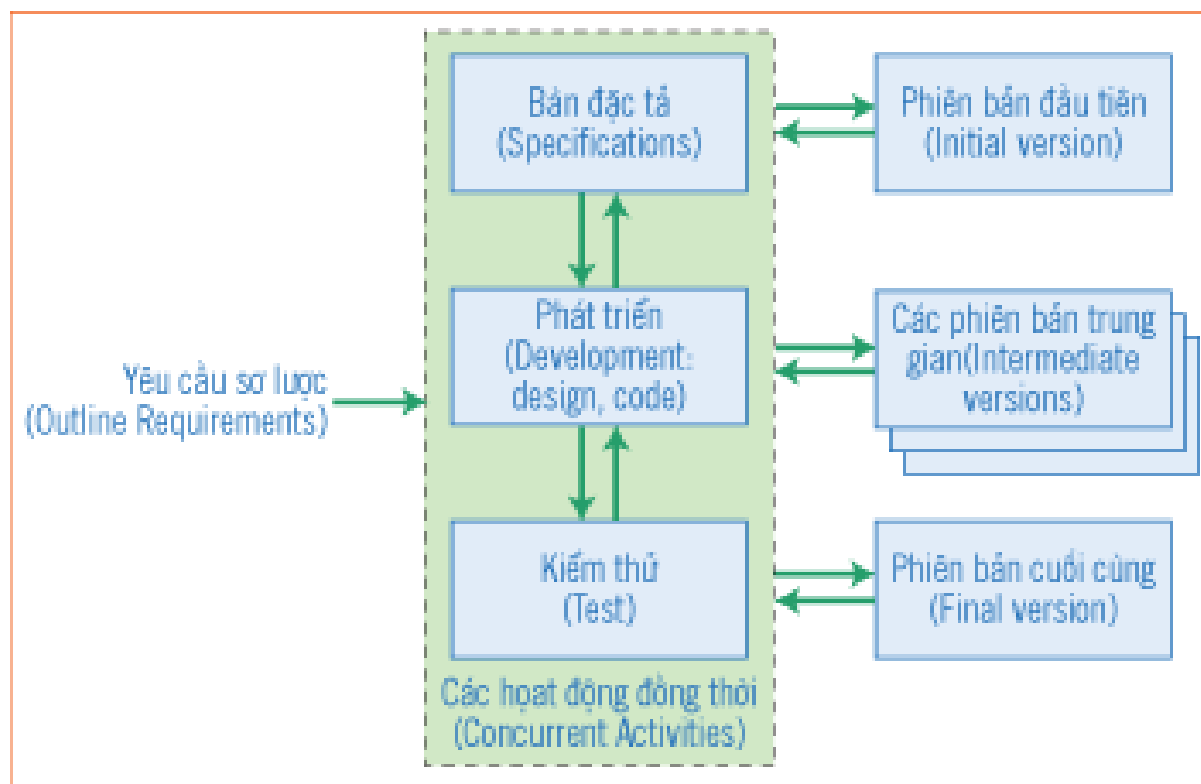 Bản đặc tả
(Specifications)
Phiên bản đầu tiên
(Initial version)
Phát triển
(Development:
design, code)
Các phiên bản trung
gian(Intermediate
versions)
Yêu cầu sơ lược
(Outline Requirements)
Kiểm thử
(Test)
Phiên bản cuối cùng
(Final version)
Các hoạt động đồng thời
(Concurrent Activities)